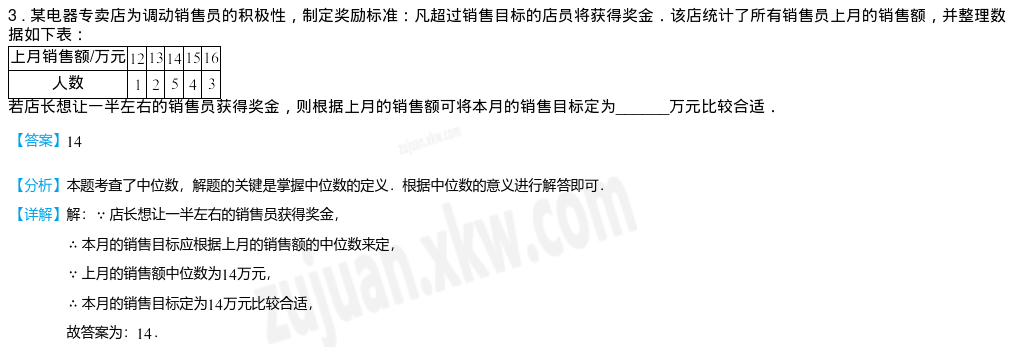 3．某电器专卖店为调动销售员的积极性，制定奖励标准：凡超过销售目标的店员将获得奖金．该店统计了所有销售员上月的销售额，并整理数
据如下表：
上月销售额/万元 12 13 14 15 16
人数 1 2 5 4 3
若店长想让一半左右的销售员获得奖金，则根据上月的销售额可将本月的销售目标定为_______万元比较合适．
【答案】14
zujuan.xkw.com
【分析】本题考查了中位数，解题的关键是掌握中位数的定义．根据中位数的意义进行解答即可．
【详解】解：∵店长想让一半左右的销售员获得奖金，
∴本月的销售目标应根据上月的销售额的中位数来定，
∵上月的销售额中位数为14万元，
∴本月的销售目标定为14万元比较合适，
故答案为：14．
zujuan.xkw.com